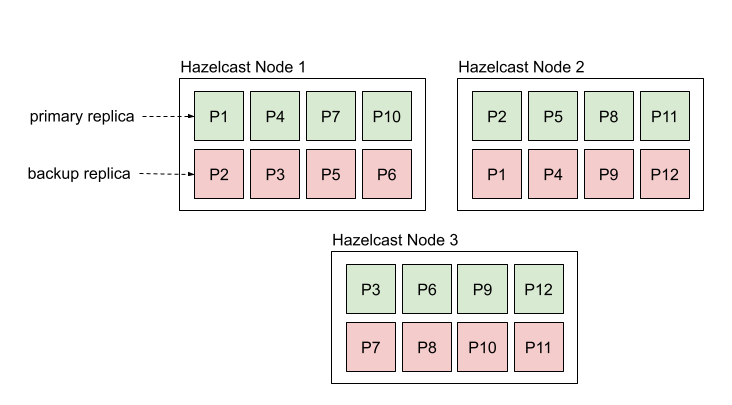 Hazelcast Node 1
primary replica
P1 P4 P7 P10
backup replica
P2 P3 P5 P6
Hazelcast Node 2
P2 P5 P8 P11
P1 P4 P9 P12
Hazelcast Node 3
P3 P6 P9 P12
P7 P8 P10 P11